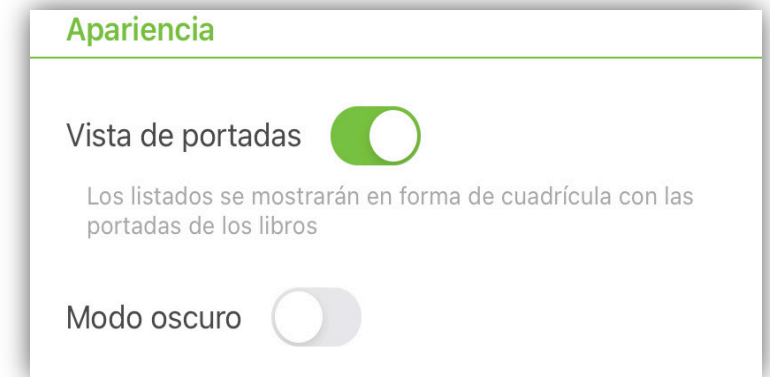 Apariencia
Vista de portadas
Los listados se mostrarán en forma de cuadrícula con las
portadas de los libros
Modo oscuro